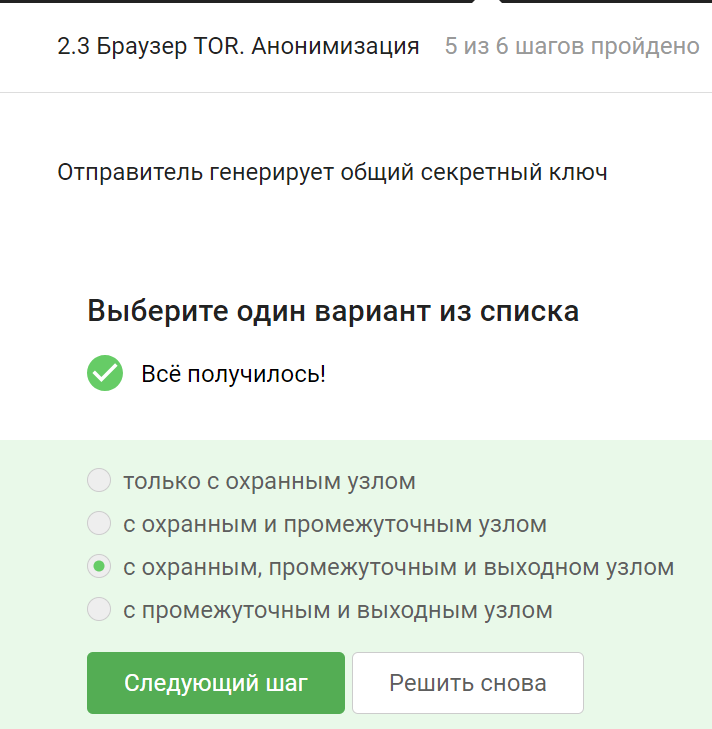 2.3 Браузер TOR. Анонимизация 5 из 6 шагов пройдено
Отправитель генерирует общий секретный ключ
Выберите один вариант из списка
Всё получилось!
только с охранным узлом
с охранным и промежуточным узлом
с охранным, промежуточным и выходном узлом
с промежуточным и выходным узлом
Следующий шаг Решить снова